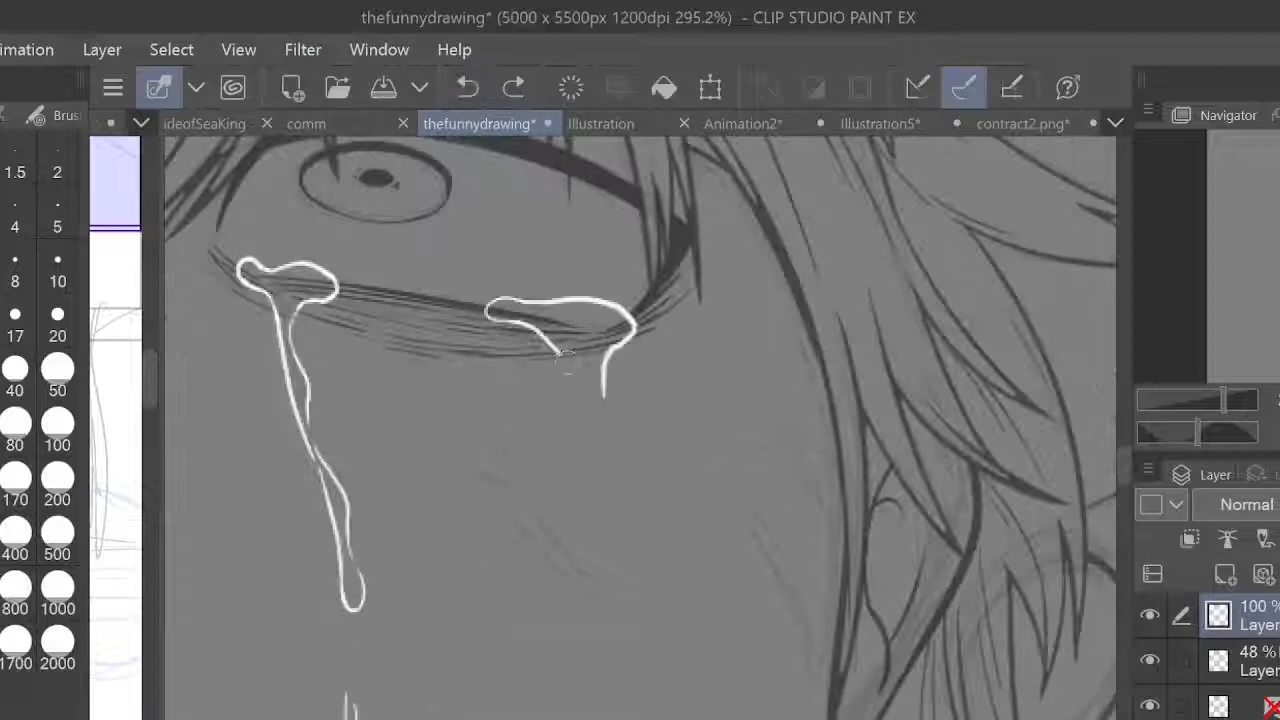 thefunnydrawing* (5000 x 5500px 1200dpi 295.2%) - CLIP STUDIO PAINT EX
imation Layer Select View Filter Window Help
Brus
ideofSeaKing comm thefunnydrawing* Illustration Animation2* Illustration5* contract2.png*
Navigator
1.5 2
4 5
8 10
17 20
40 50
80 100
170 200
400 500
800 1000
1700 2000
Layer
Normal
100 %
Layer
48 %
Layer